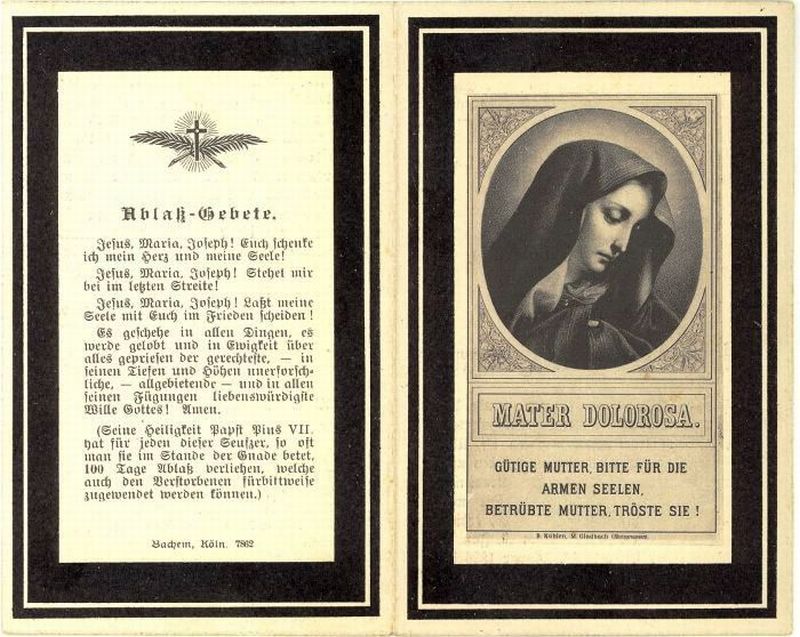 Ablaß-Gebete.
Jesus, Maria, Joseph! Euch schenke
ich mein Herz und meine Seele!
Jesus, Maria, Joseph! Stehet mir
bei im letzten Streite!
Jesus, Maria, Joseph! Laßt meine
Seele mit Euch im Frieden scheiden!
Es geschehe in allen Dingen, es
werde gelobt und in Ewigkeit über
alles gepriesen der gerechteste, — in
seinen Tiefen und Höhen unerforsch-
liche, — allgebietende — und in allen
seinen Fügungen liebenswürdigste
Wille Gottes! Amen.
(Seine Heiligkeit Papst Pius VII.
hat für jeden dieser Seufzer, so oft
man sie im Stande der Gnade betet,
100 Tage Ablaß verliehen, welche
auch den Verstorbenen fürbittweise
zugewendet werden können.)
Bachem, Köln. 7862
MATER DOLOROSA.
GÜTIGE MUTTER, BITTE FÜR DIE
ARMEN SEELEN,
BETRÜBTE MUTTER, TRÖSTE SIE!
B. Kühlen, M. Gladbach